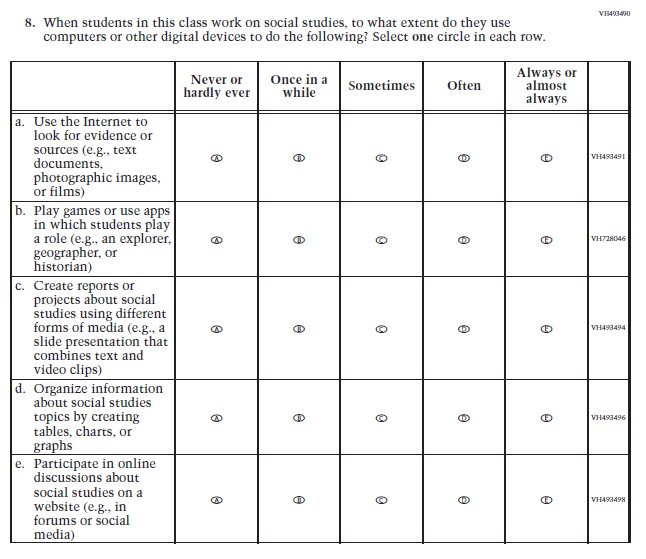 VH493490
8. When students in this class work on social studies, to what extent do they use
computers or other digital devices to do the following? Select one circle in each row.
Never or
hardly ever
Once in a
while
Sometimes
Often
Always or
almost
always
a. Use the Internet to
look for evidence or
sources (e.g., text
documents,
photographic images,
or films)
A B C D E VH493491
b. Play games or use apps
in which students play
a role (e.g., an explorer,
geographer, or
historian)
A B C D E VH728046
c. Create reports or
projects about social
studies using different
forms of media (e.g., a
slide presentation that
combines text and
video clips)
A B C D E VH493494
d. Organize information
about social studies
topics by creating
tables, charts, or
graphs
A B C D E VH493496
e. Participate in online
discussions about
social studies on a
website (e.g., in
forums or social
media)
A B C D E VH493498